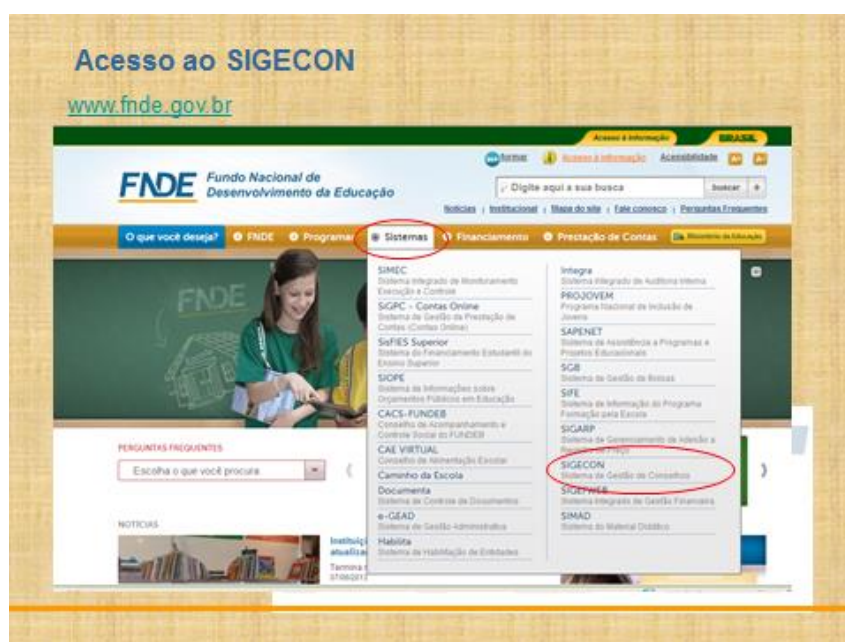 Acesso ao SIGECON
www.fnde.gov.br
Acesso à Informação
BRASIL
Acesso à Informação
Acessibilidade
A+
A-
FNDE
Fundo Nacional de
Desenvolvimento da Educação
Digite aqui a sua busca
buscar
+
Notícias | Institucional | Mapa do site | Fale conosco | Perguntas Frequentes
O que você deseja?
FNDE
Programas
Sistemas
Financiamento
Prestação de Contas
Ministério da Educação
FNDE
SIMEC
Sistema Integrado de Monitoramento
Execução e Controle
SiGPC - Contas Online
Sistema de Gestão de Prestação de
Contas (Contas Online)
SisFIES Superior
Sistema do Financiamento Estudantil do
Ensino Superior
SIOPE
Sistema de Informações sobre
Orçamentos Públicos em Educação
CACS-FUNDEB
Conselho de Acompanhamento e
Controle Social do FUNDEB
CAE VIRTUAL
Conselho de Alimentação Escolar
Caminho da Escola
Documenta
Sistema de Controle de Documentos
e-GEAD
Sistema de Gestão Administrativa
Habilita
Sistema de Habilitação de Entidades
Integra
Sistema Integrado de Auditoria Interna
PROJOVEM
Programa Nacional de Inclusão de
Jovens
SAPENET
Sistema de Assistência a Programas e
Projetos Educacionais
SGB
Sistema de Gestão de Bolsas
SIFE
Sistema de Informação do Programa
Formação pela Escola
SIGARP
Sistema de Gerenciamento de Adesão a
Registro de Preço
SIGECON
Sistema de Gestão de Conselhos
SIGEFWEB
Sistema Integrado de Gestão Financeira
SIMAD
Sistema do Material Didático
PERGUNTAS FREQUENTES
Escolha o que você procura
NOTÍCIAS
Instituiç
atualiza
Termina